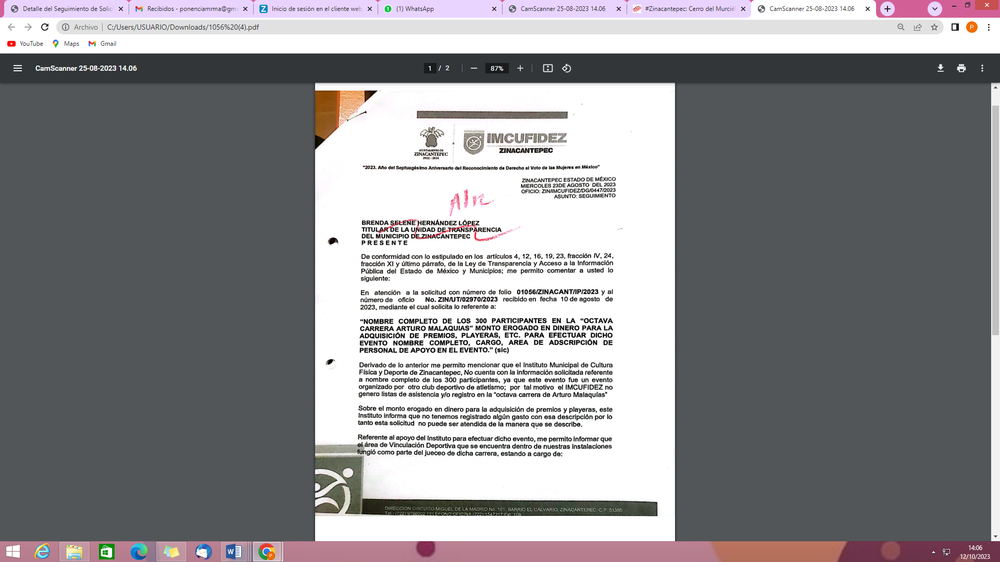 Detalle del Seguimiento de Solici
Recibidos - ponenciamrma@gma
Inicio de sesión en el cliente web
(1) WhatsApp
CamScanner 25-08-2023 14.06
#Zinacantepec: Cerro del Murciél
CamScanner 25-08-2023 14.06
Archivo
C:/Users/USUARIO/Downloads/1056%20(4).pdf
P
YouTube
Maps
Gmail
CamScanner 25-08-2023 14.06
1 / 2
87%
AYUNTAMIENTO DE
ZINACANTEPEC
2022 - 2024
IMCUFIDEZ
ZINACANTEPEC
"2023. Año del Septuagésimo Aniversario del Reconocimiento de Derecho al Voto de las Mujeres en México"
ZINACANTEPEC ESTADO DE MÉXICO
MIERCOLES 23DE AGOSTO DEL 2023
OFICIO: ZIN/IMCUFIDEZ/DG/0447/2023
ASUNTO: SEGUIMIENTO
BRENDA SELENE HERNÁNDEZ LÓPEZ
TITULAR DE LA UNIDAD DE TRANSPARENCIA
DEL MUNICIPIO DE ZINACANTEPEC
P R E S E N T E
De conformidad con lo estipulado en los artículos 4, 12, 16, 19, 23, fracción IV, 24,
fracción XI y último párrafo, de la Ley de Transparencia y Acceso a la Información
Pública del Estado de México y Municipios; me permito comentar a usted lo
siguiente:
En atención a la solicitud con número de folio 01056/ZINACANT/IP/2023 y al
número de oficio No. ZIN/UT/02970/2023 recibido en fecha 10 de agosto de
2023, mediante el cual solicita lo referente a:
"NOMBRE COMPLETO DE LOS 300 PARTICIPANTES EN LA "OCTAVA
CARRERA ARTURO MALAQUIAS" MONTO EROGADO EN DINERO PARA LA
ADQUISICIÓN DE PREMIOS, PLAYERAS, ETC. PARA EFECTUAR DICHO
EVENTO NOMBRE COMPLETO, CARGO, AREA DE ADSCRIPCIÓN DE
PERSONAL DE APOYO EN EL EVENTO." (sic)
Derivado de lo anterior me permito mencionar que el Instituto Municipal de Cultura
Física y Deporte de Zinacantepec, No cuenta con la información solicitada referente
a nombre completo de los 300 participantes, ya que este evento fue un evento
organizado por otro club deportivo de atletismo; por tal motivo el IMCUFIDEZ no
genero listas de asistencia y/o registro en la "octava carrera de Arturo Malaquías"
Sobre el monto erogado en dinero para la adquisición de premios y playeras, este
Instituto informa que no tenemos registrado algún gasto con esa descripción por lo
tanto esta solicitud no puede ser atendida de la manera que se describe.
Referente al apoyo del Instituto para efectuar dicho evento, me permito informar que
el área de Vinculación Deportiva que se encuentra dentro de nuestras instalaciones
fungió como parte del jueceo de dicha carrera, estando a cargo de:
DIRECCION CIRCUITO MIGUEL DE LA MADRID No. 101, BARRIO EL CALVARIO, ZINACANTEPEC, C.P. 51350
Tel.: (722) 9186002 TELÉFONO OFICINA (722) 1547317 Ext. 108
14:06
12/10/2023